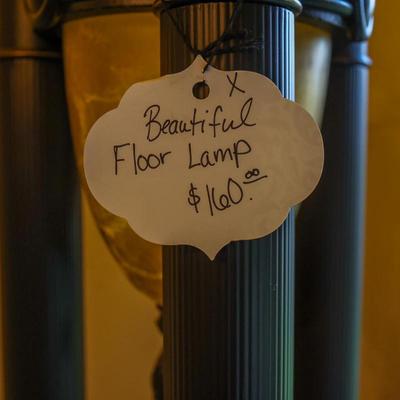 X
Beautiful
Floor Lamp
$160.00